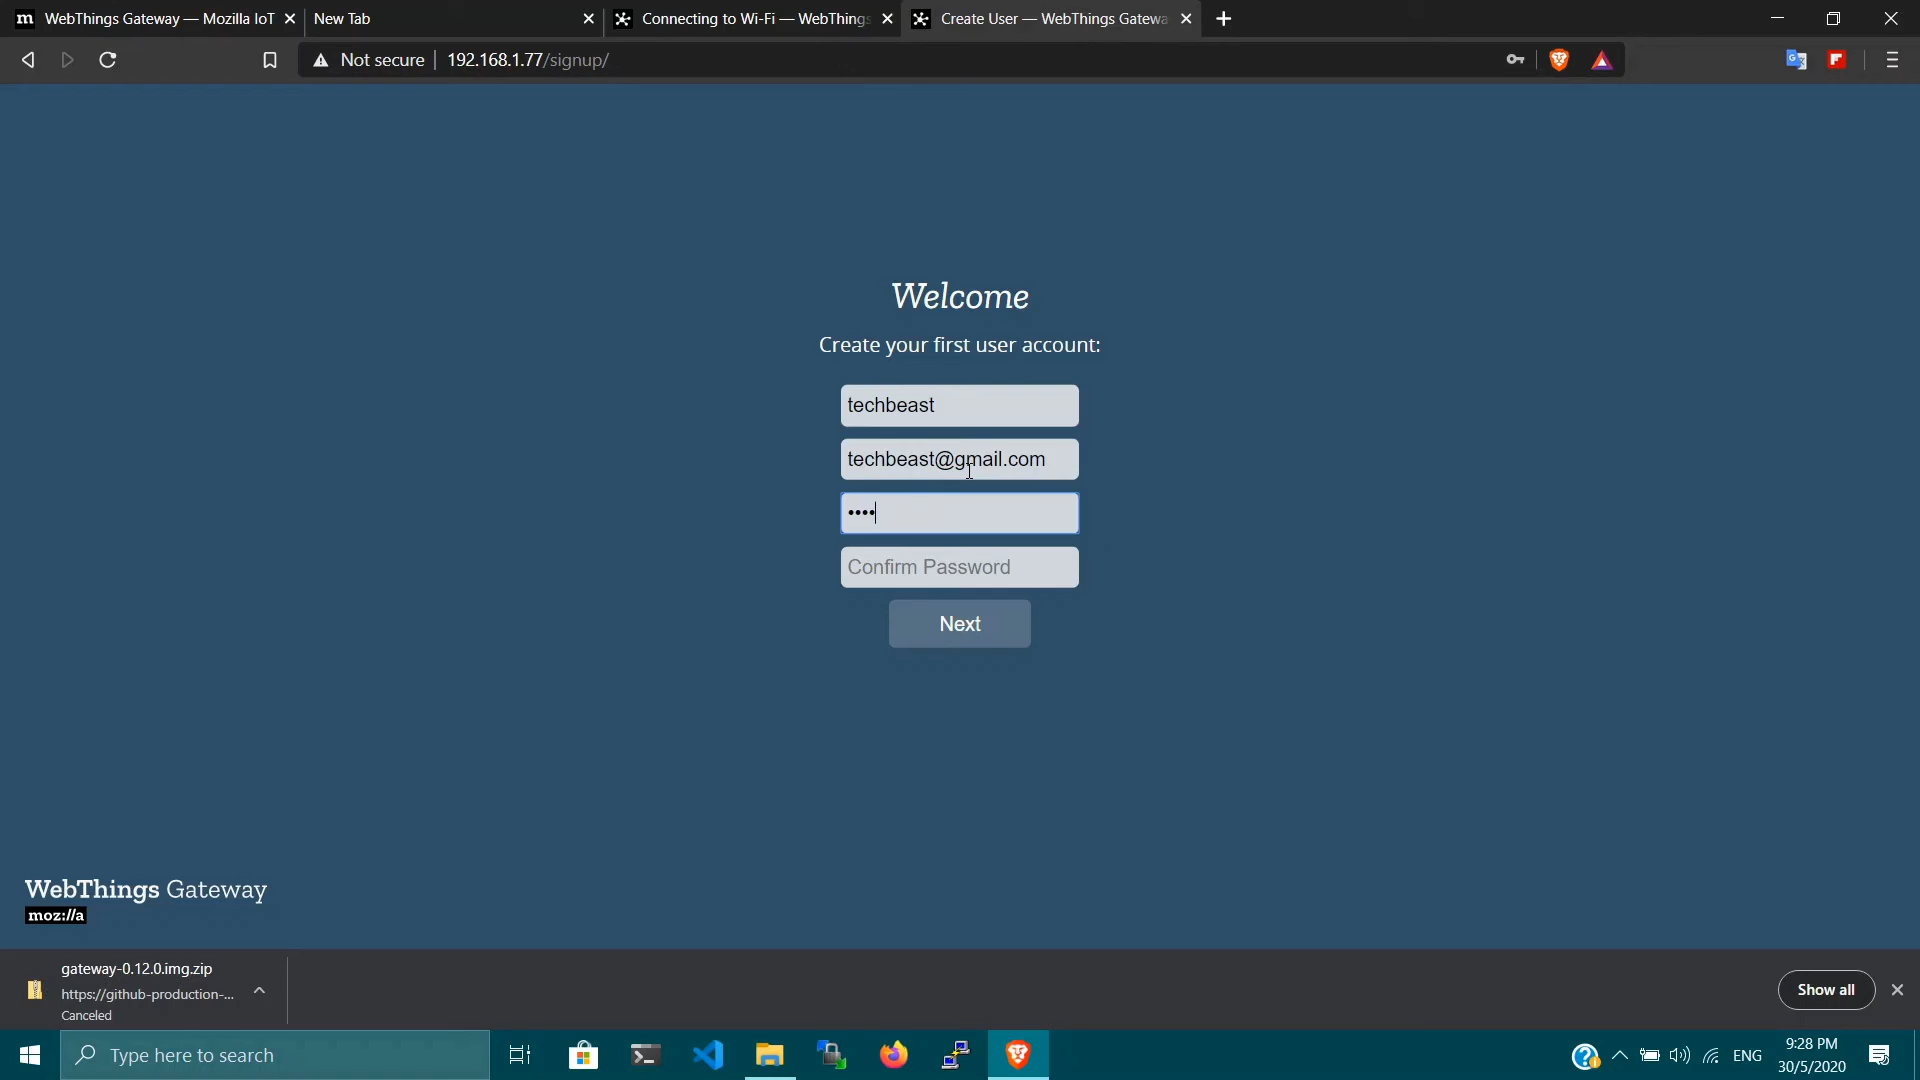 m WebThings Gateway — Mozilla IoT
New Tab
Connecting to Wi-Fi — WebThings
Create User — WebThings Gatewa
Not secure
192.168.1.77/signup/
Welcome
Create your first user account:
techbeast
techbeast@gmail.com
••••
Confirm Password
Next
WebThings Gateway
moz://a
gateway-0.12.0.img.zip
https://github-production-...
Canceled
Show all
Type here to search
ENG
9:28 PM
30/5/2020